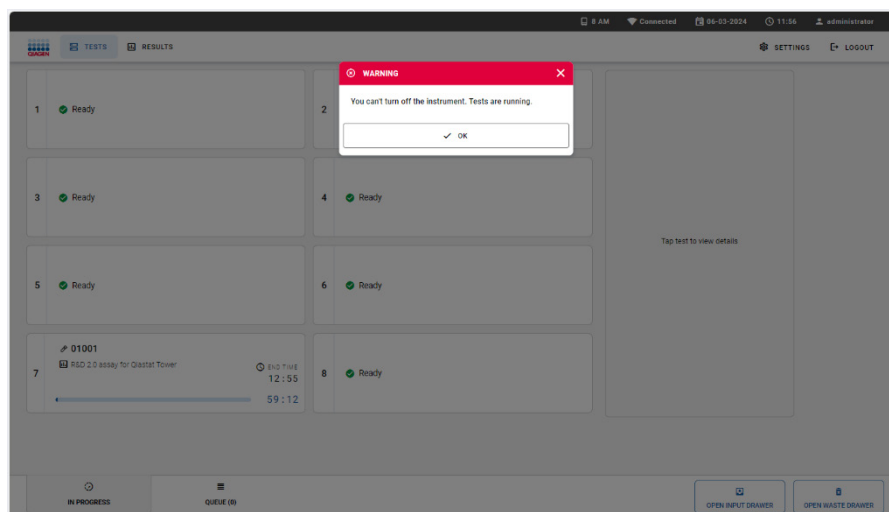 8 AM Connected 06-03-2024 11:56 administrator
QIAGEN TESTS RESULTS SETTINGS LOGOUT
WARNING
You can't turn off the instrument. Tests are running.
OK
1 Ready
2
3 Ready
4 Ready
Tap test to view details
5 Ready
6 Ready
7
01001
R&D 2.0 assay for Qiastat Tower
END TIME
12:55
59:12
8 Ready
IN PROGRESS
QUEUE (0)
OPEN INPUT DRAWER
OPEN WASTE DRAWER